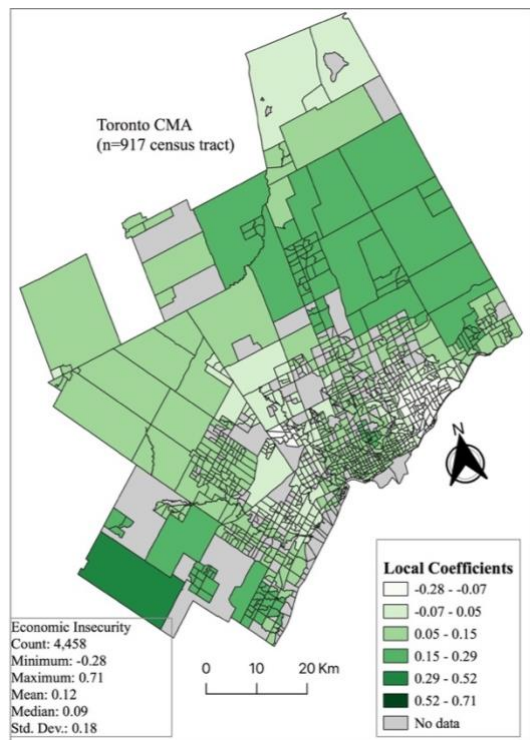 Toronto CMA
(n=917 census tract)
N
Local Coefficients
-0.28 - -0.07
-0.07 - 0.05
0.05 - 0.15
0.15 - 0.29
0.29 - 0.52
0.52 - 0.71
No data
Economic Insecurity
Count: 4,458
Minimum: -0.28
Maximum: 0.71
Mean: 0.12
Median: 0.09
Std. Dev.: 0.18
0 10 20 Km